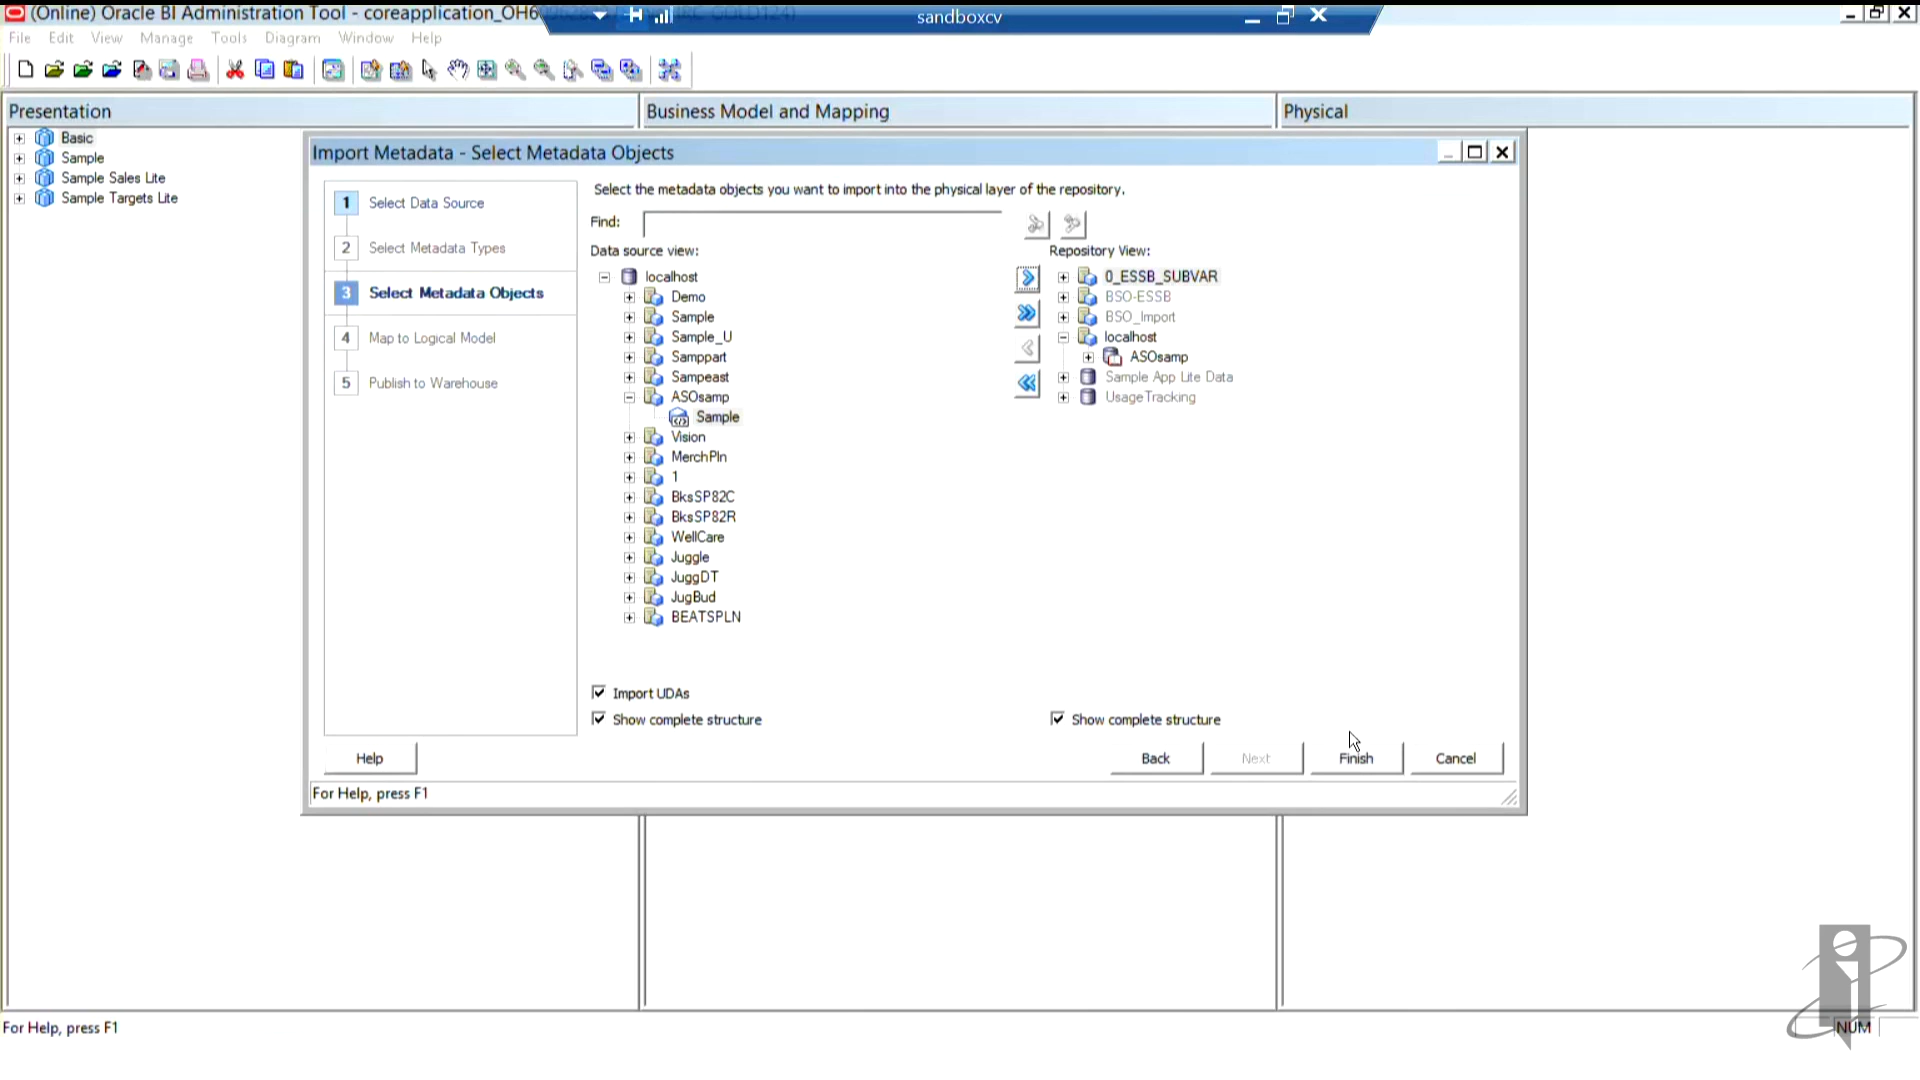 (Online) Oracle BI Administration Tool - coreapplication_OH6
sandboxcv
File Edit View Manage Tools Diagram Window Help
Presentation
Business Model and Mapping
Physical
Basic
Sample
Sample Sales Lite
Sample Targets Lite
Import Metadata - Select Metadata Objects
1 Select Data Source
2 Select Metadata Types
3 Select Metadata Objects
4 Map to Logical Model
5 Publish to Warehouse
Select the metadata objects you want to import into the physical layer of the repository.
Find:
Data source view:
localhost
Demo
Sample
Sample_U
Samppart
Sampeast
ASOsamp
Sample
Vision
MerchPln
1
BksSP82C
BksSP82R
WellCare
Juggle
JuggDT
JugBud
BEATSPLN
Repository View:
0_ESSB_SUBVAR
BSO-ESSB
BSO_Import
localhost
ASOsamp
Sample App Lite Data
UsageTracking
Import UDAs
Show complete structure
Show complete structure
Help
Back
Next
Finish
Cancel
For Help, press F1
For Help, press F1
NUM